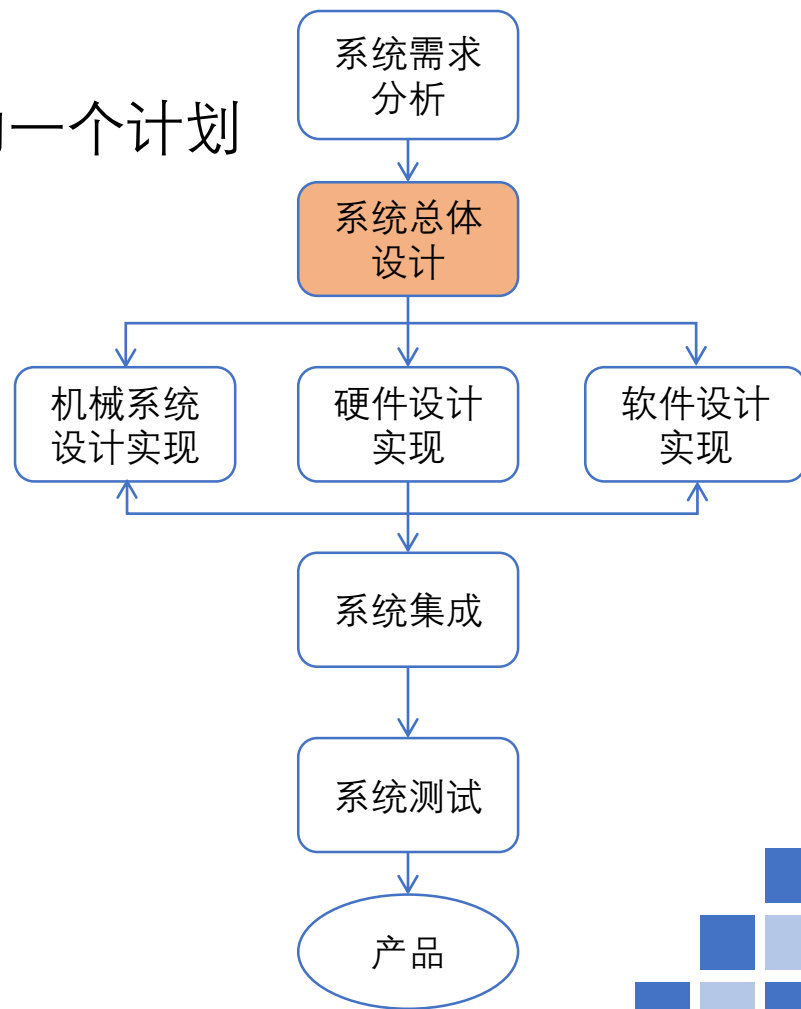 系统需求
分析
一个计划
系统总体
设计
机械系统
设计实现
硬件设计
实现
软件设计
实现
系统集成
系统测试
产品